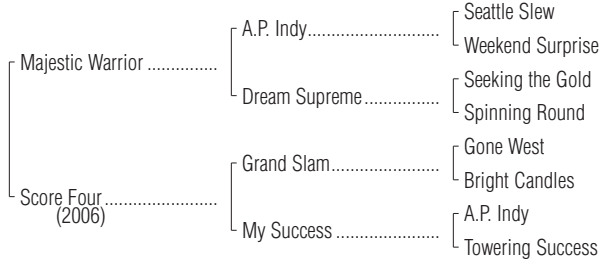 Seattle Slew
A.P. Indy..............................
Weekend Surprise
Majestic Warrior ...............
Seeking the Gold
Dream Supreme.................
Spinning Round
Gone West
Grand Slam.........................
Bright Candles
Score Four........................
(2006)
A.P. Indy
My Success .......................
Towering Success